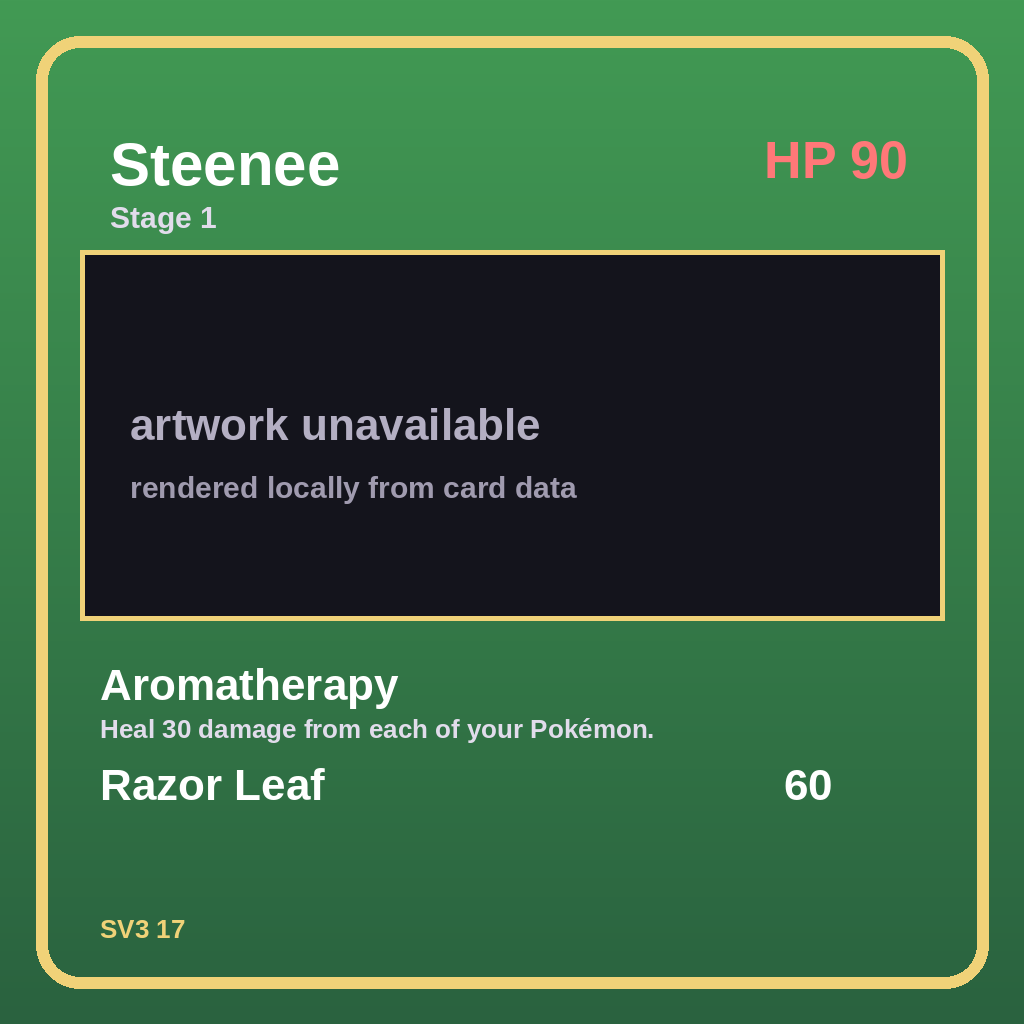 Steenee
HP 90
Stage 1
artwork unavailable
rendered locally from card data
Aromatherapy
Heal 30 damage from each of your Pokémon.
Razor Leaf 60
SV3 17